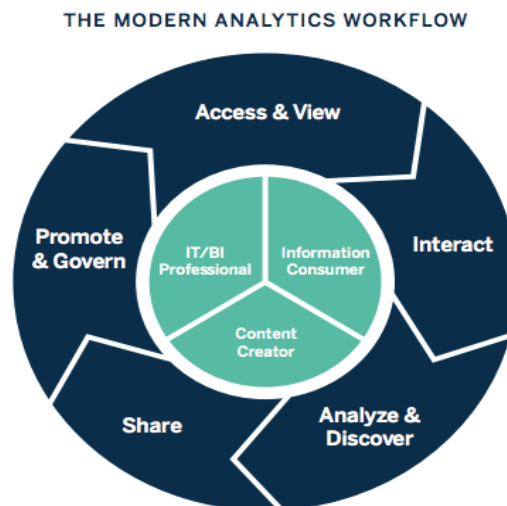 THE MODERN ANALYTICS WORKFLOW
Access & View
Interact
Analyze &
Discover
Share
Promote
& Govern
IT/BI
Professional
Information
Consumer
Content
Creator